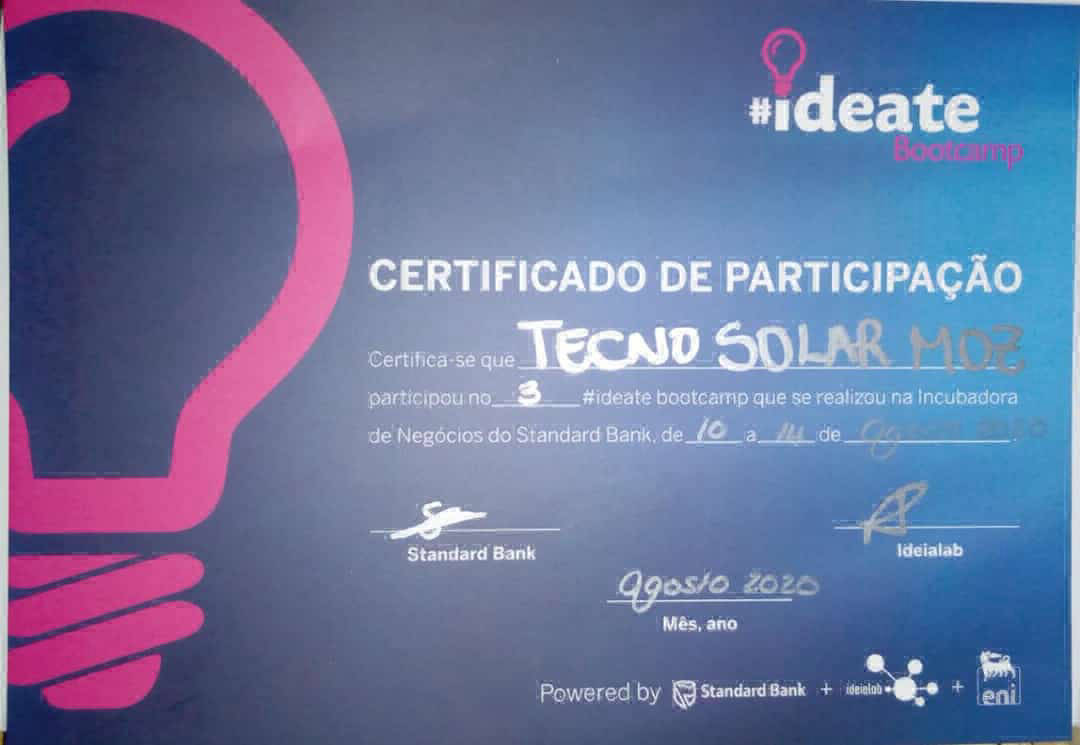 #ideate
Bootcamp
CERTIFICADO DE PARTICIPAÇÃO
Certifica-se que TECNO SOLAR MOZ
participou no 3 #ideate bootcamp que se realizou na Incubadora
de Negócios do Standard Bank, de 10 a 14 de agosto 2020
Standard Bank
Ideialab
agosto 2020
Mês, ano
Powered by Standard Bank + ideialab + eni